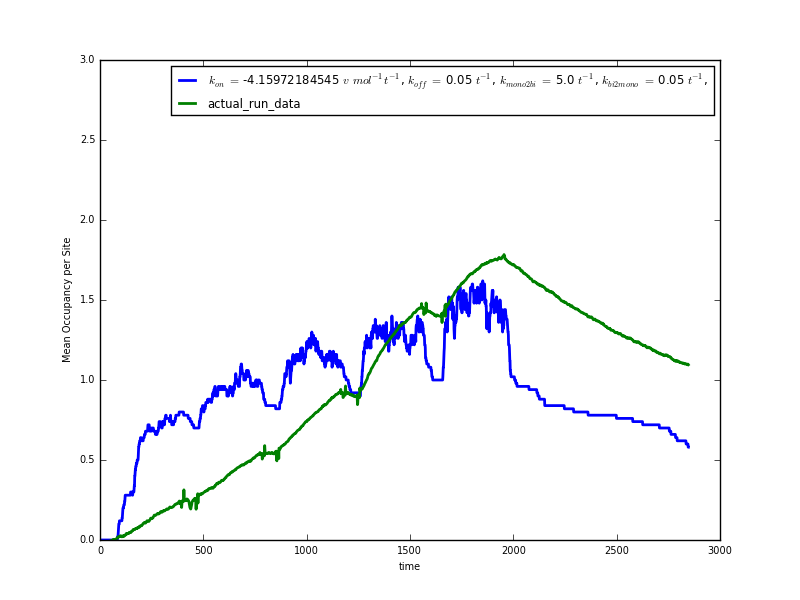 k_on = -4.15972184545 v mol^−1 t^−1, k_off = 0.05 t^−1, k_mono2bi = 5.0 t^−1, k_bi2mono = 0.05 t^−1,
actual_run_data
3.0
2.5
2.0
1.5
1.0
0.5
0.0
Mean Occupancy per Site
0 500 1000 1500 2000 2500 3000
time